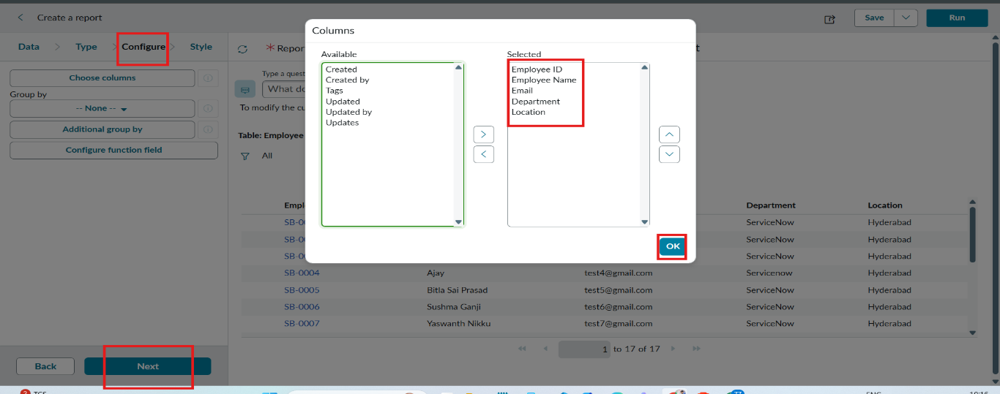 Create a report
Save
Run
Data
Type
Configure
Style
Choose columns
Group by
-- None --
Additional group by
Configure function field
Back
Next
Repor
t
Type a quest
What do
To modify the cu
Table: Employee
All
Columns
Available
Created
Created by
Tags
Updated
Updated by
Updates
Selected
Employee ID
Employee Name
Email
Department
Location
OK
Empl Department Location
SB-0 ServiceNow Hyderabad
SB-0 ServiceNow Hyderabad
SB-0 ServiceNow Hyderabad
SB-0004 Ajay test4@gmail.com Servicenow Hyderabad
SB-0005 Bitla Sai Prasad test5@gmail.com ServiceNow Hyderabad
SB-0006 Sushma Ganji test6@gmail.com ServiceNow Hyderabad
SB-0007 Yaswanth Nikku test7@gmail.com ServiceNow Hyderabad
1 to 17 of 17